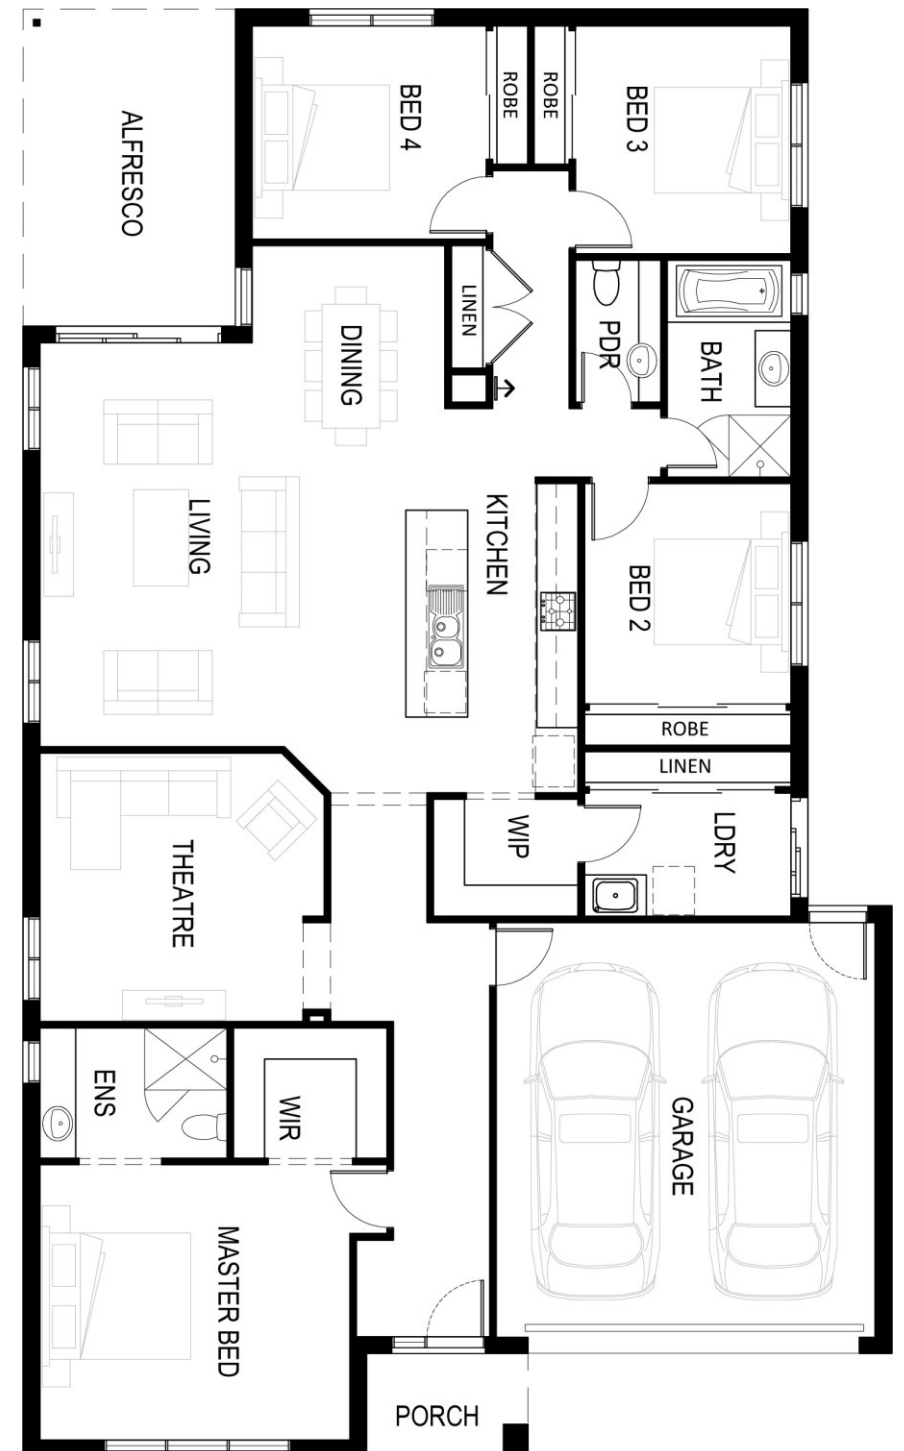 BED 4
ROBE
ROBE
BED 3
ALFRESCO
LINEN
DINING
PDR
BATH
LIVING
KITCHEN
BED 2
ROBE
LINEN
THEATRE
WIP
LDRY
ENS
WIR
GARAGE
MASTER BED
PORCH